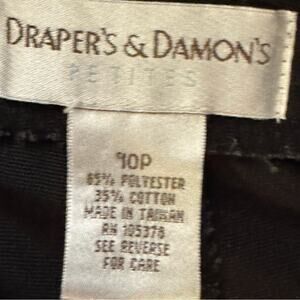 DRAPER'S & DAMON'S
PETITES
10P
65% POLYESTER
35% COTTON
MADE IN TAIWAN
RN 105378
SEE REVERSE
FOR CARE